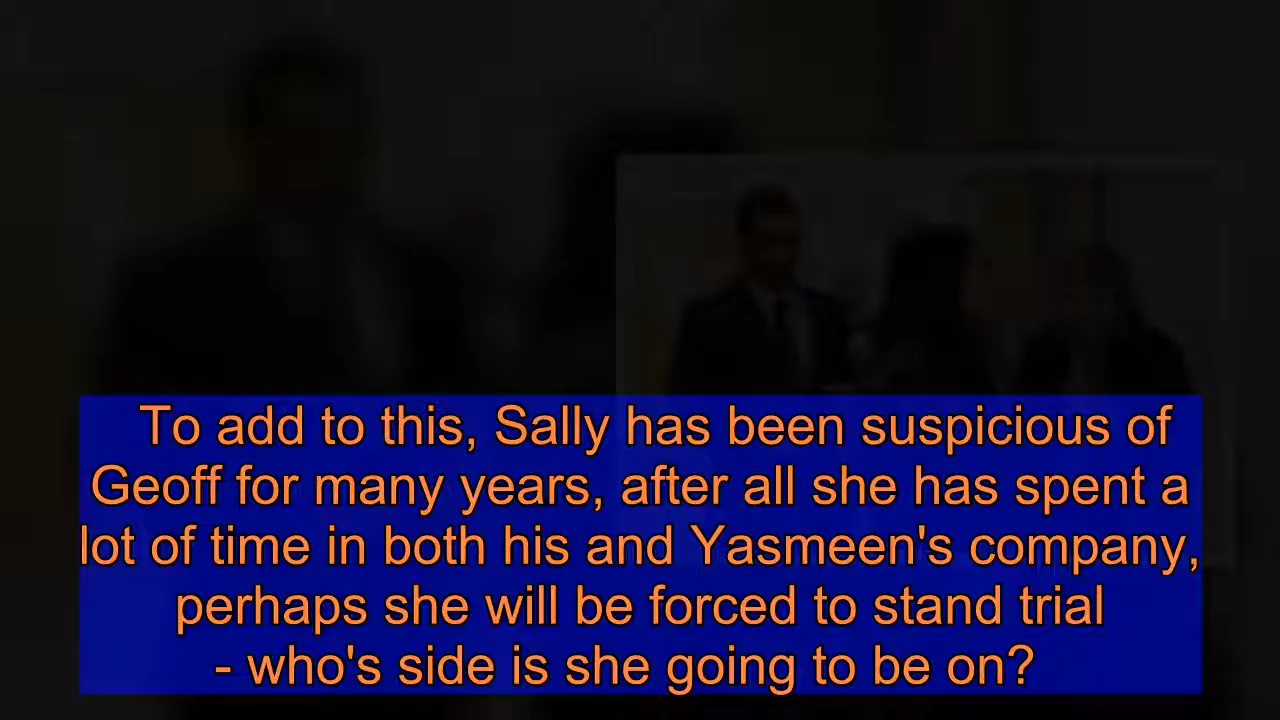 To add to this, Sally has been suspicious of
Geoff for many years, after all she has spent a
lot of time in both his and Yasmeen's company,
perhaps she will be forced to stand trial
- who's side is she going to be on?